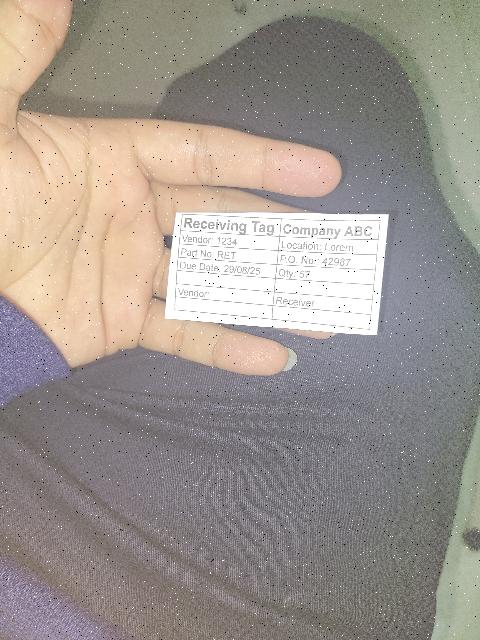 Receiving Tag Company ABC
Vendor: 1234 Location: Lorem
Pad No. RET P.O. No: 42987
Due Date: 29/08/25 Qty: 57
Vendor Receiver